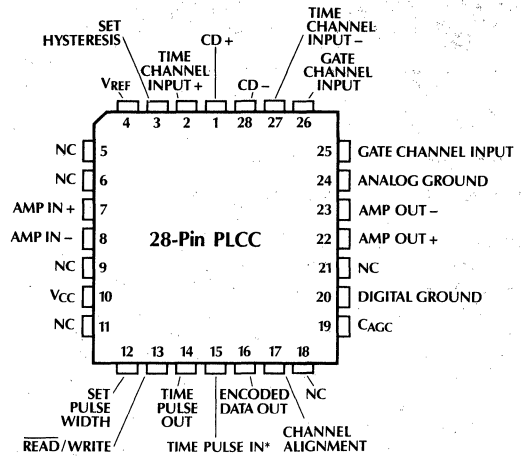 SET
HYSTERESIS
TIME
CHANNEL
INPUT +
CD +
TIME
CHANNEL
INPUT –
GATE
CHANNEL
INPUT
VREF
CD –
4 3 2 1 28 27 26
NC 5
NC 6
AMP IN + 7
AMP IN – 8
NC 9
VCC 10
NC 11
28-Pin PLCC
25 GATE CHANNEL INPUT
24 ANALOG GROUND
23 AMP OUT –
22 AMP OUT +
21 NC
20 DIGITAL GROUND
19 CAGC
12 13 14 15 16 17 18
SET
PULSE
WIDTH
READ/WRITE
TIME
PULSE
OUT
TIME PULSE IN*
ENCODED
DATA OUT
CHANNEL
ALIGNMENT
NC